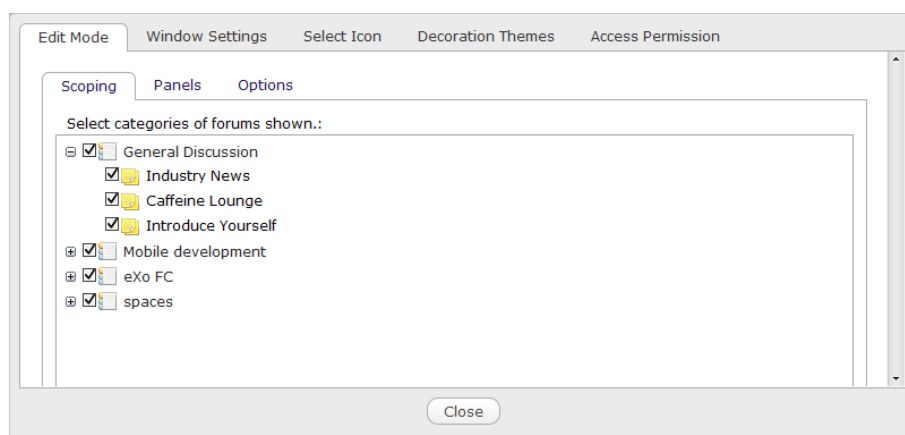 Edit Mode Window Settings Select Icon Decoration Themes Access Permission
Scoping Panels Options
Select categories of forums shown.:
General Discussion
Industry News
Caffeine Lounge
Introduce Yourself
Mobile development
eXo FC
spaces
Close